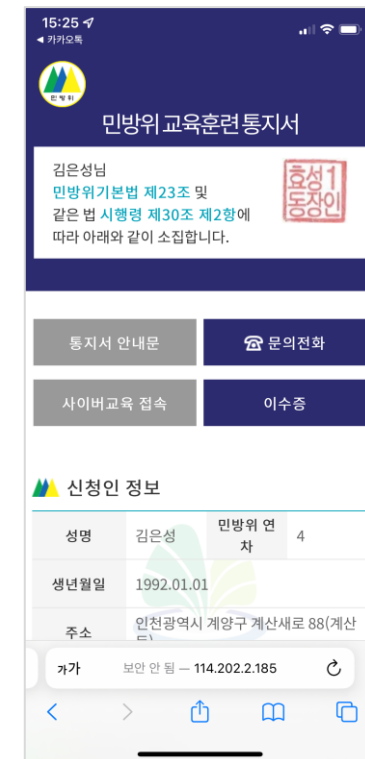 15:25
◀ 카카오톡
민방위
민방위 교육훈련통지서
김은성님
민방위기본법 제23조 및
같은 법 시행령 제30조 제2항에
따라 아래와 같이 소집합니다.
효성1
동장인
통지서 안내문
☎ 문의전화
사이버교육 접속
이수증
신청인 정보
성명 김은성 민방위 연차 4
생년월일 1992.01.01
주소 인천광역시 계양구 계산새로 88(계산
가가 보안 안 됨 — 114.202.2.185